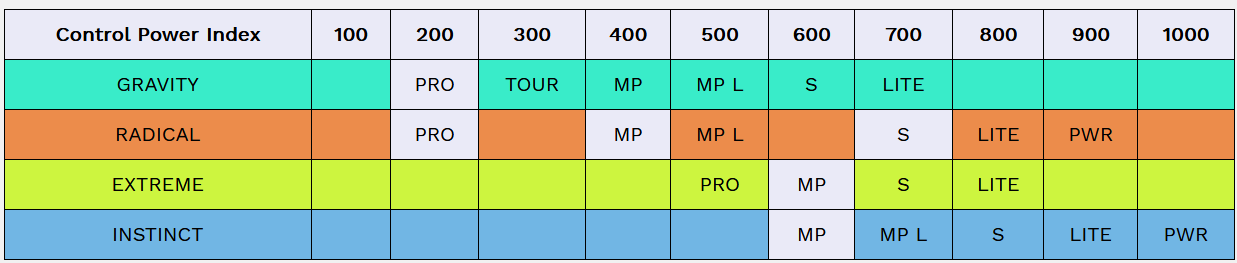 Control Power Index 100 200 300 400 500 600 700 800 900 1000
GRAVITY PRO TOUR MP MP L S LITE
RADICAL PRO MP MP L S LITE PWR
EXTREME PRO MP S LITE
INSTINCT MP MP L S LITE PWR